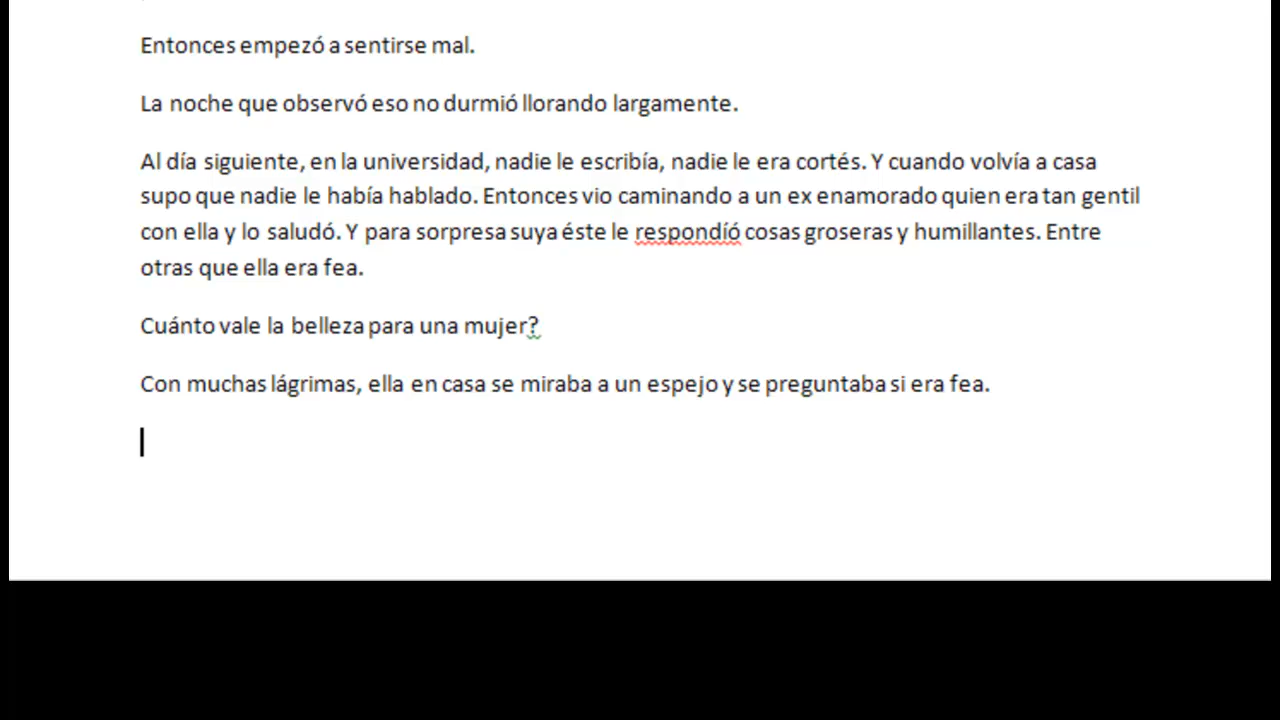 Entonces empezó a sentirse mal.
La noche que observó eso no durmió llorando largamente.
Al día siguiente, en la universidad, nadie le escribía, nadie le era cortés. Y cuando volvía a casa
supo que nadie le había hablado. Entonces vio caminando a un ex enamorado quien era tan gentil
con ella y lo saludó. Y para sorpresa suya éste le respondíó cosas groseras y humillantes. Entre
otras que ella era fea.
Cuánto vale la belleza para una mujer?
Con muchas lágrimas, ella en casa se miraba a un espejo y se preguntaba si era fea.